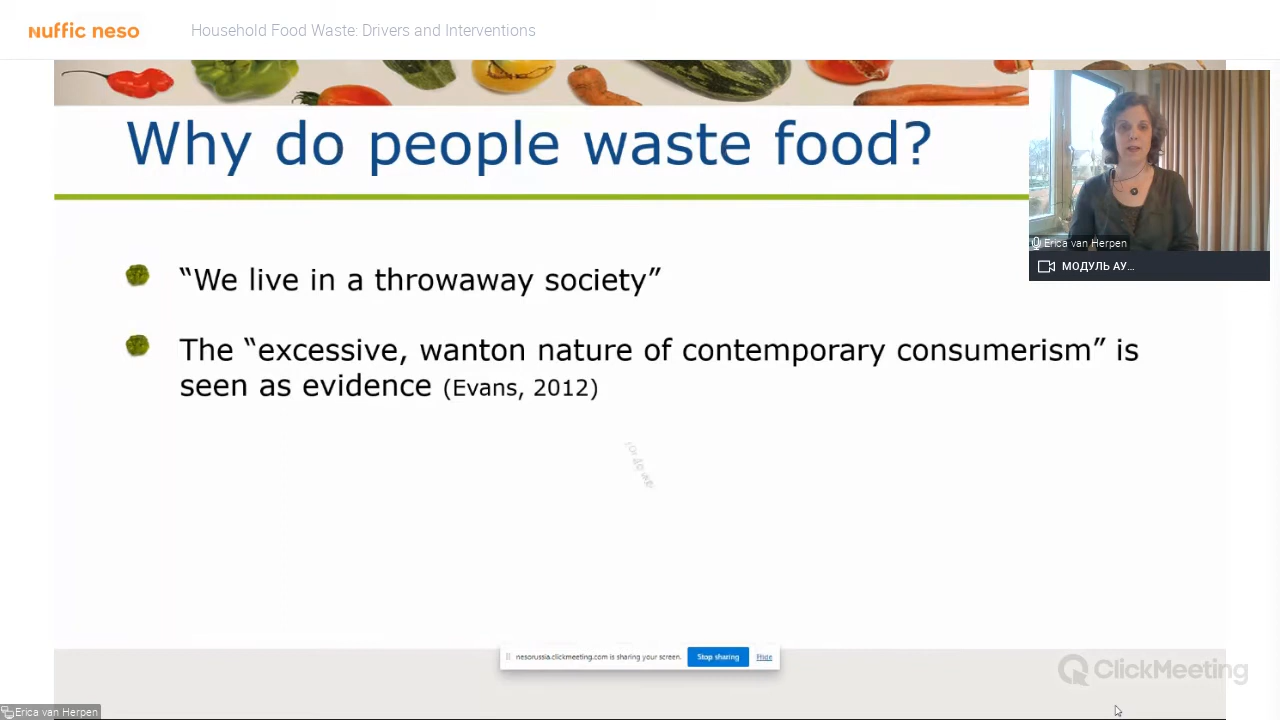 Nuffic neso
Household Food Waste: Drivers and Interventions
Why do people waste food?
Erica van Herpen
МОДУЛЬ АУ...
“We live in a throwaway society”
The “excessive, wanton nature of contemporary consumerism” is
seen as evidence (Evans, 2012)
nesorussia.clickmeeting.com is sharing your screen.
Stop sharing
Hide
ClickMeeting
Erica van Herpen